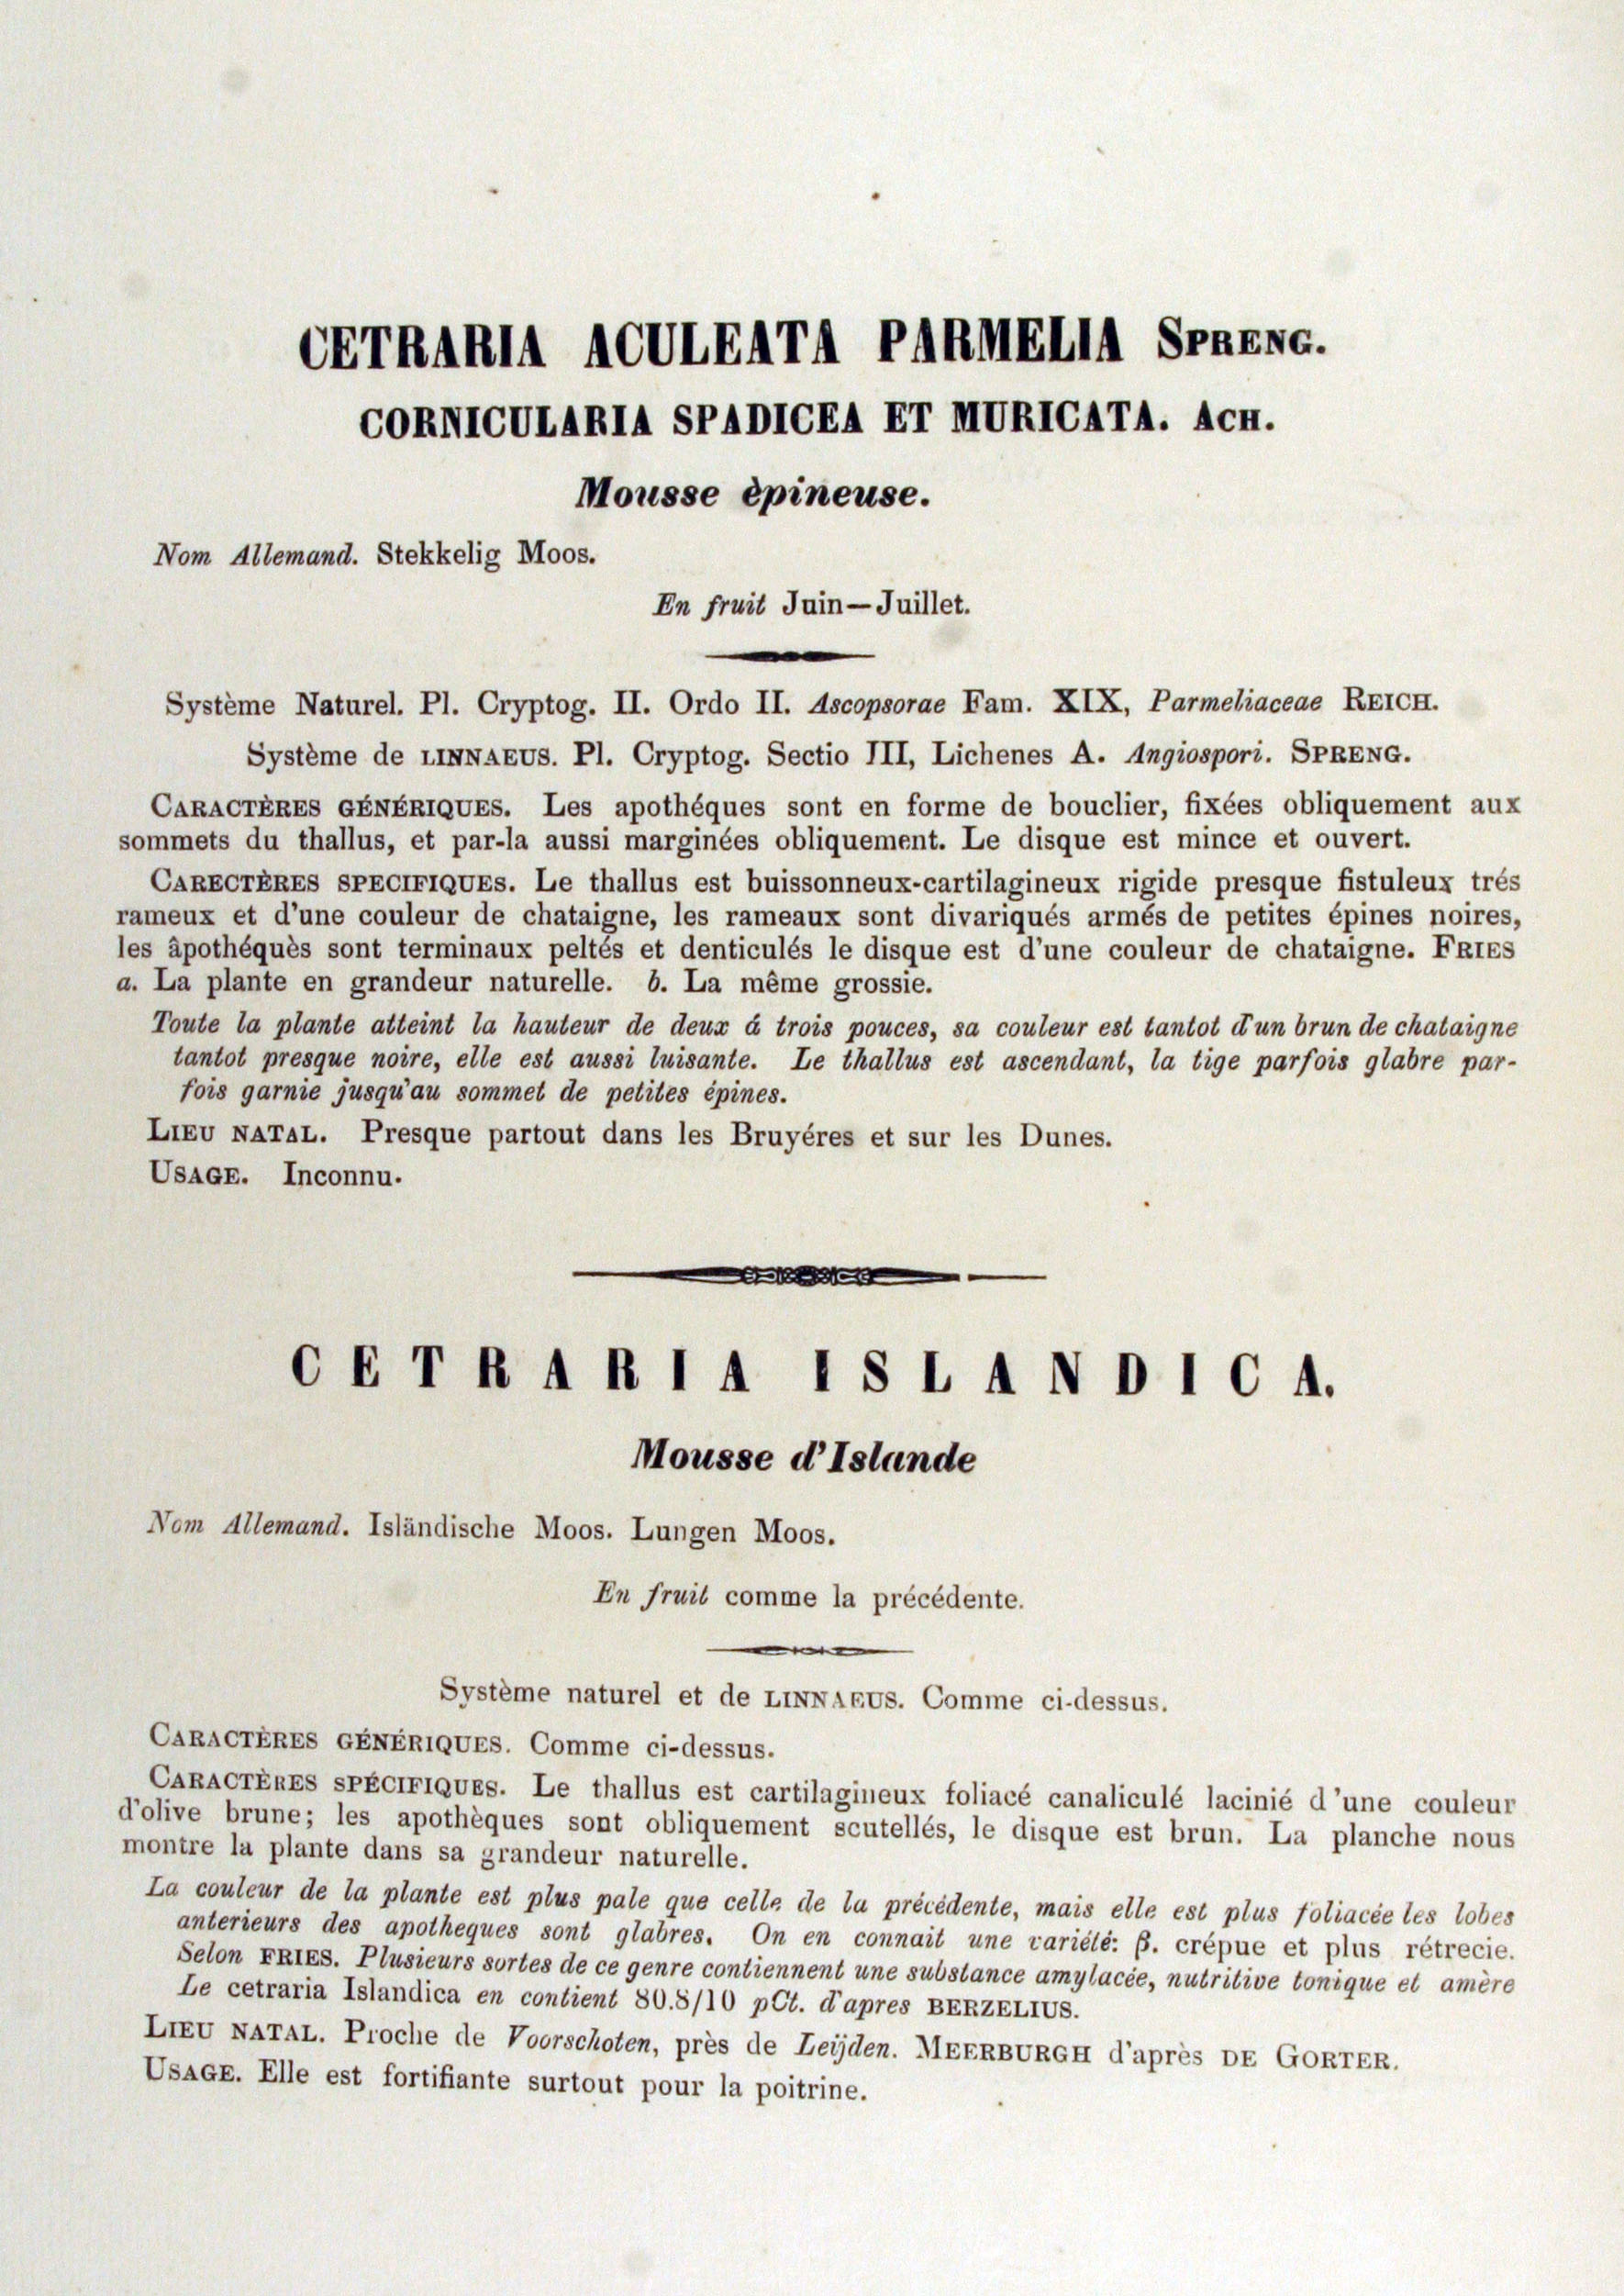 CETRARIA ACULEATA PARMELIA SPRENG.
CORNICULARIA SPADICEA ET MURICATA. ACH.
Mousse èpineuse.
Nom Allemand. Stekkelig Moos.
En fruit Juin—Juillet.
Système Naturel. Pl. Cryptog. II. Ordo II. Ascopsorae Fam. XIX, Parmeliaceae REICH.
Système de LINNAEUS. Pl. Cryptog. Sectio III, Lichenes A. Angiospori. SPRENG.
CARACTÈRES GÉNÉRIQUES. Les apothéques sont en forme de bouclier, fixées obliquement aux
sommets du thallus, et par-la aussi marginées obliquement. Le disque est mince et ouvert.
CARECTÈRES SPECIFIQUES. Le thallus est buissonneux-cartilagineux rigide presque fistuleux trés
rameux et d'une couleur de chataigne, les rameaux sont divariqués armés de petites épines noires,
les âpothéquès sont terminaux peltés et denticulés le disque est d'une couleur de chataigne. FRIES
a. La plante en grandeur naturelle. b. La même grossie.
Toute la plante atteint la hauteur de deux á trois pouces, sa couleur est tantot d'un brun de chataigne
tantot presque noire, elle est aussi luisante. Le thallus est ascendant, la tige parfois glabre par-
fois garnie jusqu'au sommet de petites épines.
LIEU NATAL. Presque partout dans les Bruyéres et sur les Dunes.
USAGE. Inconnu.
CETRARIA ISLANDICA.
Mousse d'Islande
Nom Allemand. Isländische Moos. Lungen Moos.
En fruit comme la précédente.
Système naturel et de LINNAEUS. Comme ci-dessus.
CARACTÈRES GÉNÉRIQUES. Comme ci-dessus.
CARACTÈRES SPÉCIFIQUES. Le thallus est cartilagineux foliacé canaliculé lacinié d'une couleur
d'olive brune; les apothèques sont obliquement scutellés, le disque est brun. La planche nous
montre la plante dans sa grandeur naturelle.
La couleur de la plante est plus pale que celle de la précédente, mais elle est plus foliacée les lobes
anterieurs des apotheques sont glabres. On en connait une variété: β. crépue et plus rétrecie.
Selon FRIES. Plusieurs sortes de ce genre contiennent une substance amylacée, nutritive tonique et amère
Le cetraria Islandica en contient 80.8/10 pCt. d'apres BERZELIUS.
LIEU NATAL. Proche de Voorschoten, près de Leijden. MEERBURGH d'après DE GORTER.
USAGE. Elle est fortifiante surtout pour la poitrine.